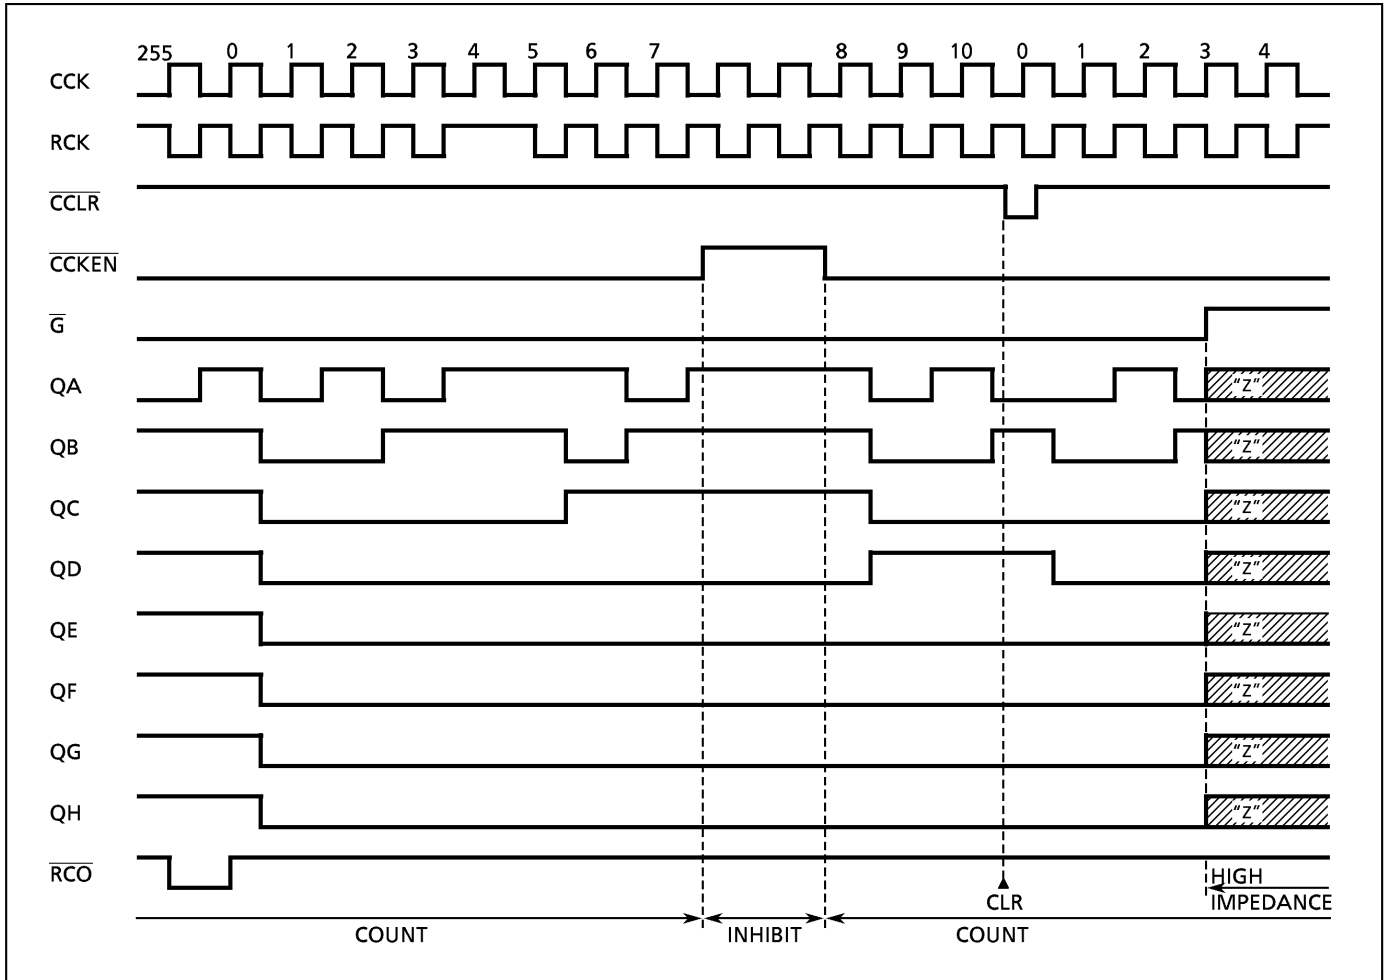 255 0 1 2 3 4 5 6 7 8 9 10 0 1 2 3 4
CCK
RCK
CCLR
CCKEN
G
QA "Z"
QB "Z"
QC "Z"
QD "Z"
QE "Z"
QF "Z"
QG "Z"
QH "Z"
RCO
CLR
HIGH
IMPEDANCE
COUNT INHIBIT COUNT